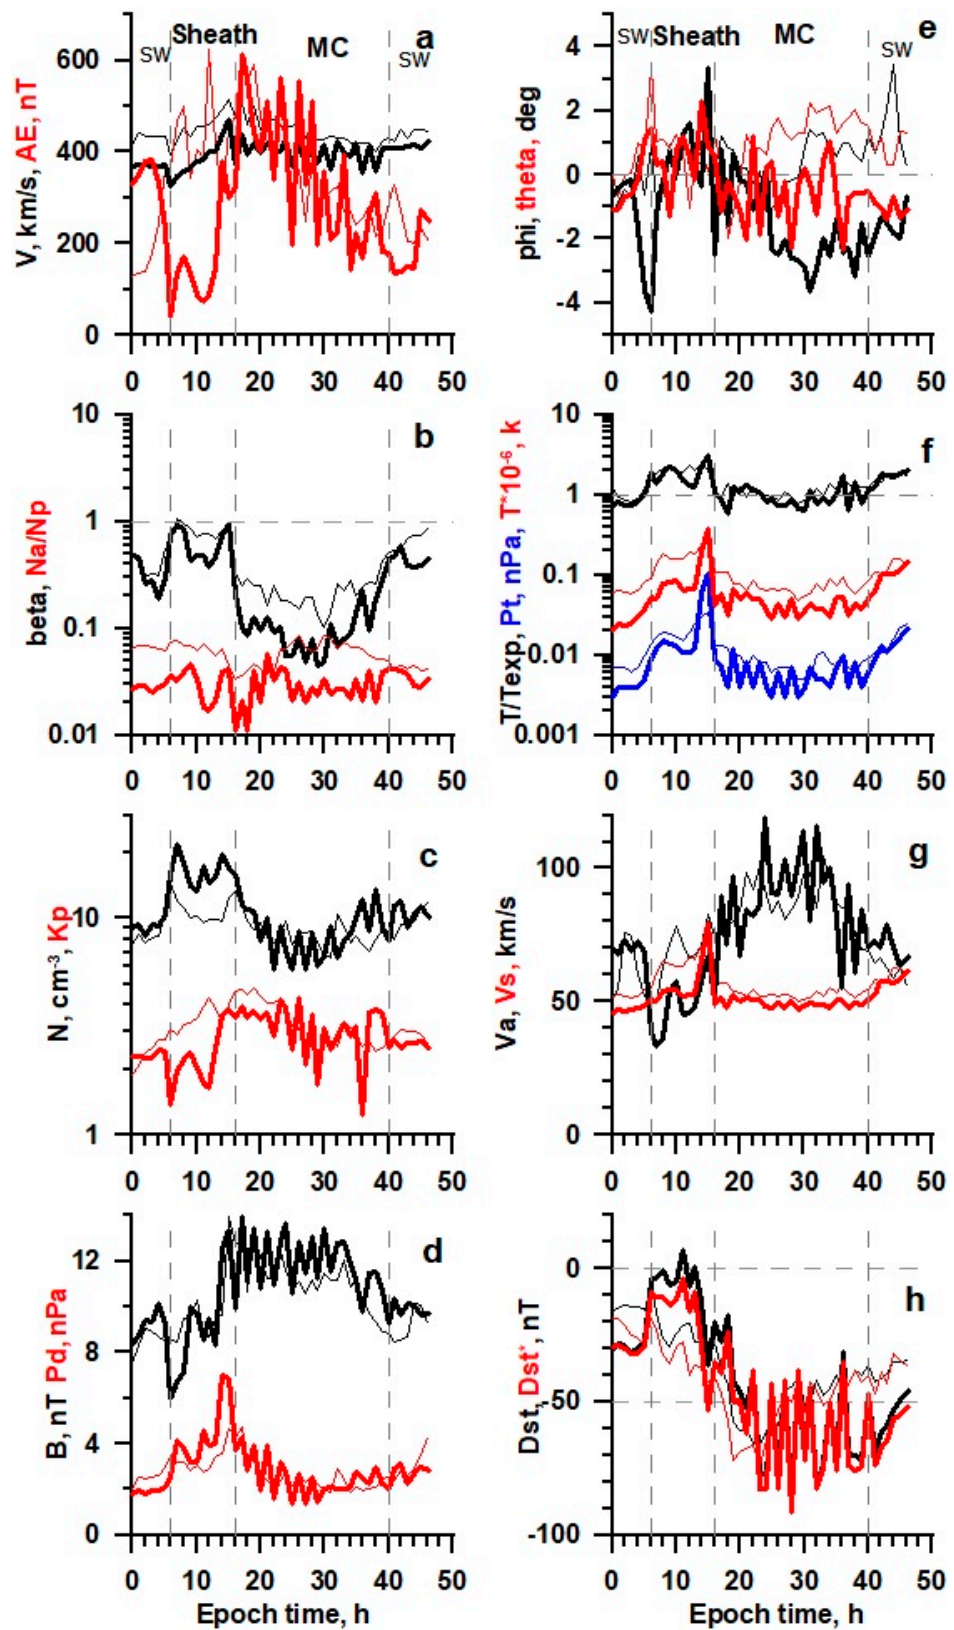 SW Sheath MC SW a
V, km/s, AE, nT
600
400
200
0
0 10 20 30 40 50
SW Sheath MC SW e
phi, theta, deg
4
2
0
-2
-4
0 10 20 30 40 50
b
beta, Na/Np
10
1
0.1
0.01
0 10 20 30 40 50
f
T/Texp, Pt, nPa, T*10⁻⁶, k
10
1
0.1
0.01
0.001
0 10 20 30 40 50
c
N, cm⁻³, Kp
10
1
0 10 20 30 40 50
g
Va, Vs, km/s
100
50
0
0 10 20 30 40 50
d
B, nT Pd, nPa
12
8
4
0
0 10 20 30 40 50
Epoch time, h
h
Dst, Dst*, nT
0
-50
-100
0 10 20 30 40 50
Epoch time, h